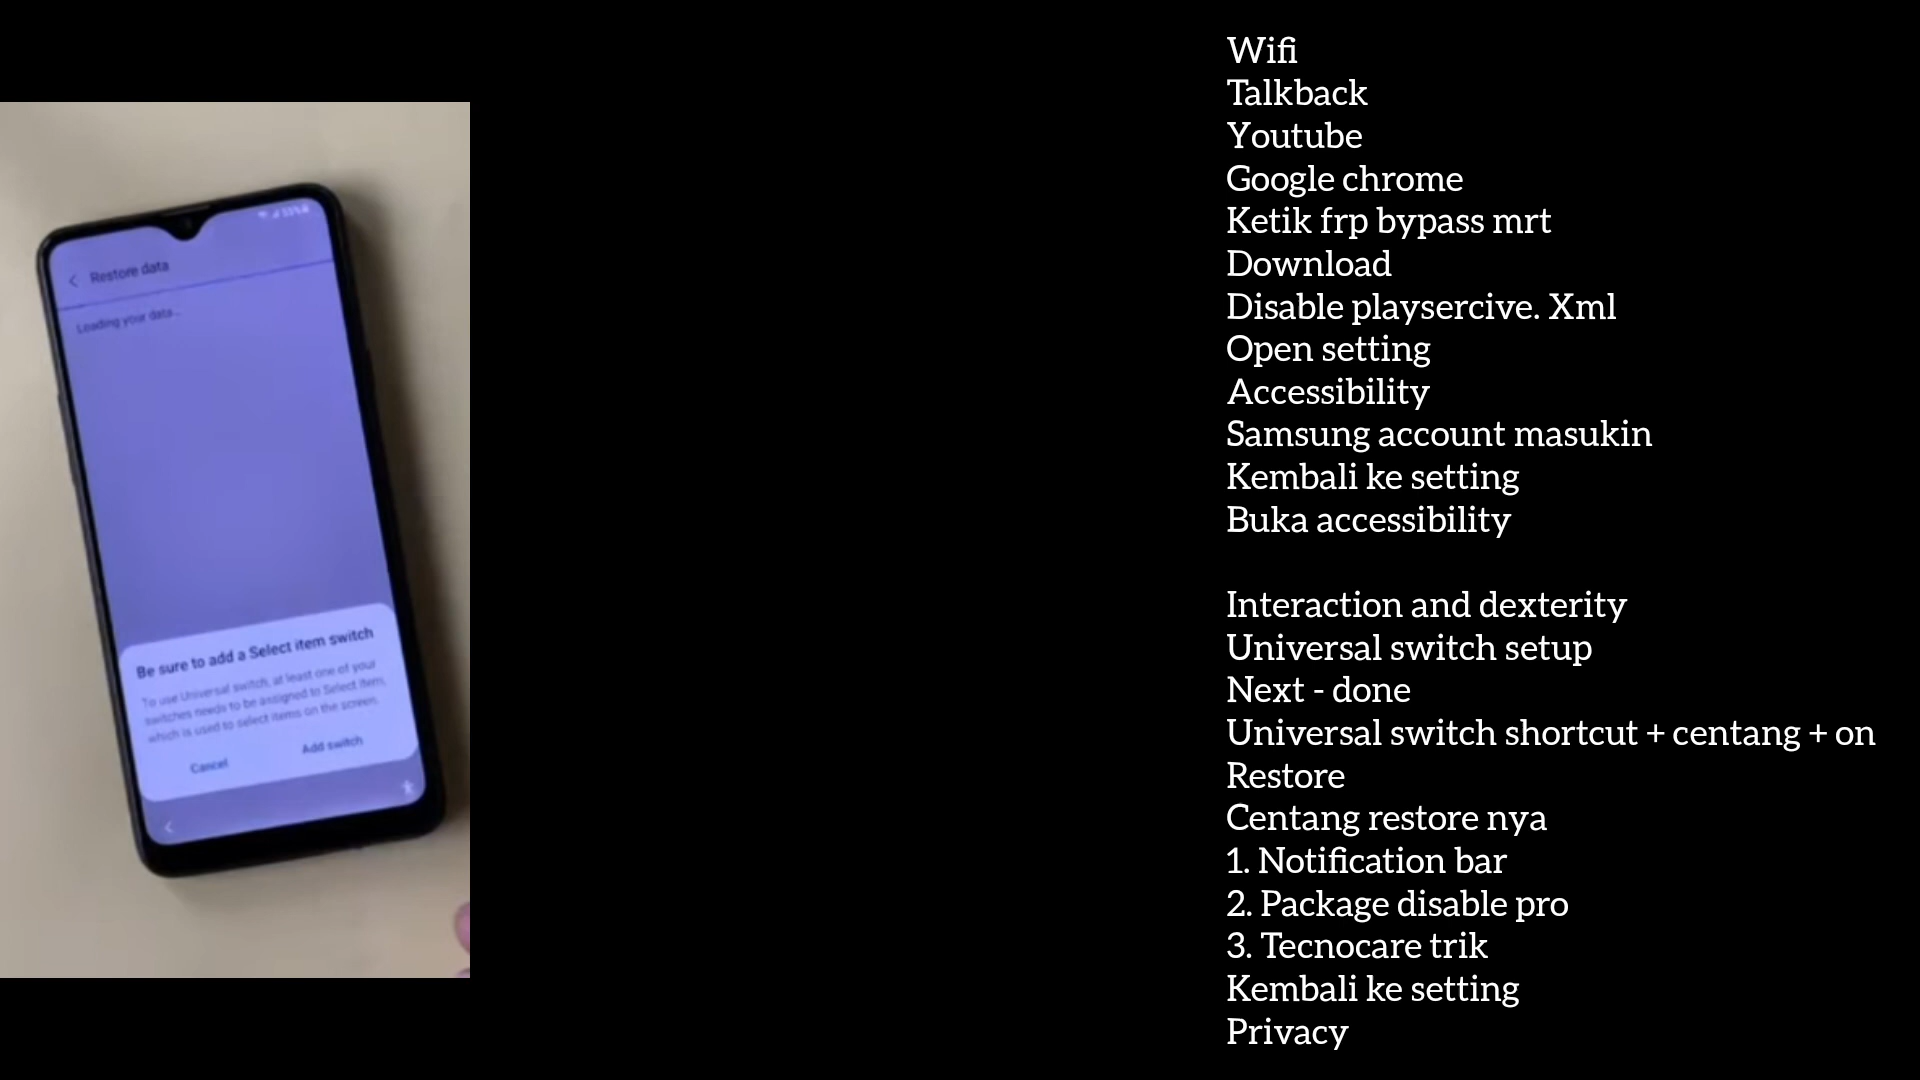 53%
Restore data
Loading your data...
Be sure to add a Select item switch
To use Universal switch, at least one of your
switches needs to be assigned to Select item,
which is used to select items on the screen.
Cancel
Add switch
Wifi
Talkback
Youtube
Google chrome
Ketik frp bypass mrt
Download
Disable playsercive. Xml
Open setting
Accessibility
Samsung account masukin
Kembali ke setting
Buka accessibility
Interaction and dexterity
Universal switch setup
Next - done
Universal switch shortcut + centang + on
Restore
Centang restore nya
1. Notification bar
2. Package disable pro
3. Tecnocare trik
Kembali ke setting
Privacy